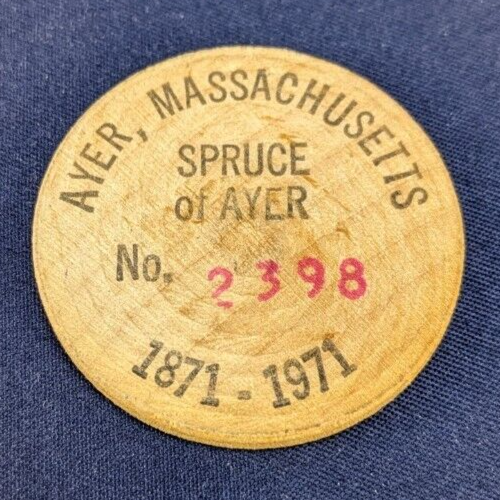 AYER, MASSACHUSETTS
SPRUCE
of AYER
No. 2398
1871 - 1971